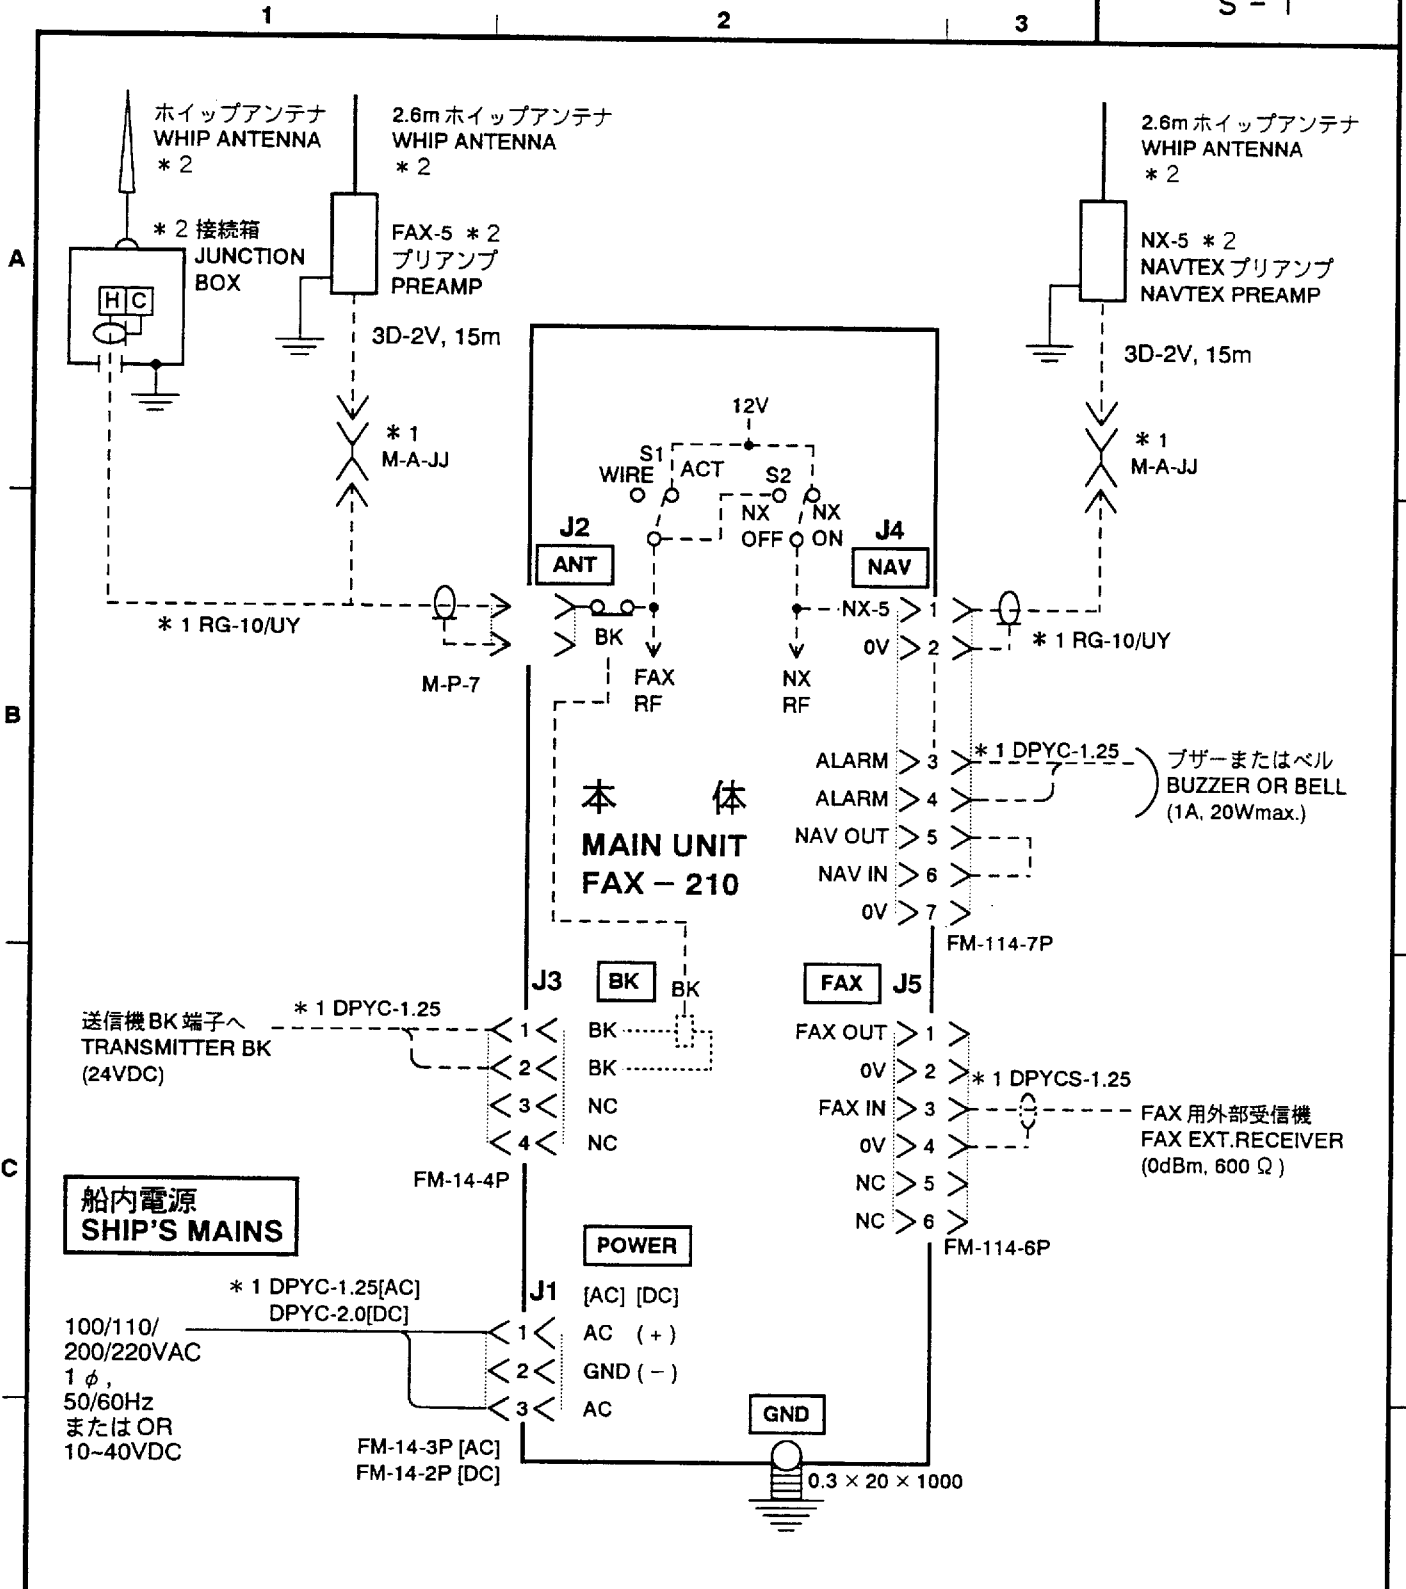 1
2
3
S - 1
A
B
C
ホイップアンテナ
WHIP ANTENNA
* 2
* 2 接続箱
JUNCTION
BOX
H C
2.6m ホイップアンテナ
WHIP ANTENNA
* 2
FAX-5 * 2
プリアンプ
PREAMP
3D-2V, 15m
* 1
M-A-JJ
2.6m ホイップアンテナ
WHIP ANTENNA
* 2
NX-5 * 2
NAVTEX プリアンプ
NAVTEX PREAMP
3D-2V, 15m
* 1
M-A-JJ
12V
S1
WIRE
ACT
S2
NX
OFF
NX
ON
J2
ANT
J4
NAV
* 1 RG-10/UY
M-P-7
BK
FAX
RF
NX
RF
NX-5 1
0V 2
* 1 RG-10/UY
ALARM 3
ALARM 4
NAV OUT 5
NAV IN 6
0V 7
FM-114-7P
* 1 DPYC-1.25
ブザーまたはベル
BUZZER OR BELL
(1A, 20Wmax.)
本 体
MAIN UNIT
FAX - 210
J3
BK
BK
* 1 DPYC-1.25
送信機 BK 端子へ
TRANSMITTER BK
(24VDC)
1 BK
2 BK
3 NC
4 NC
FM-14-4P
FAX
J5
FAX OUT 1
0V 2
FAX IN 3
0V 4
NC 5
NC 6
FM-114-6P
* 1 DPYCS-1.25
FAX 用外部受信機
FAX EXT.RECEIVER
(0dBm, 600 Ω )
船内電源
SHIP'S MAINS
POWER
* 1 DPYC-1.25[AC]
DPYC-2.0[DC]
J1
[AC] [DC]
1 AC ( + )
2 GND ( − )
3 AC
100/110/
200/220VAC
1 φ ,
50/60Hz
または OR
10~40VDC
FM-14-3P [AC]
FM-14-2P [DC]
GND
0.3 × 20 × 1000